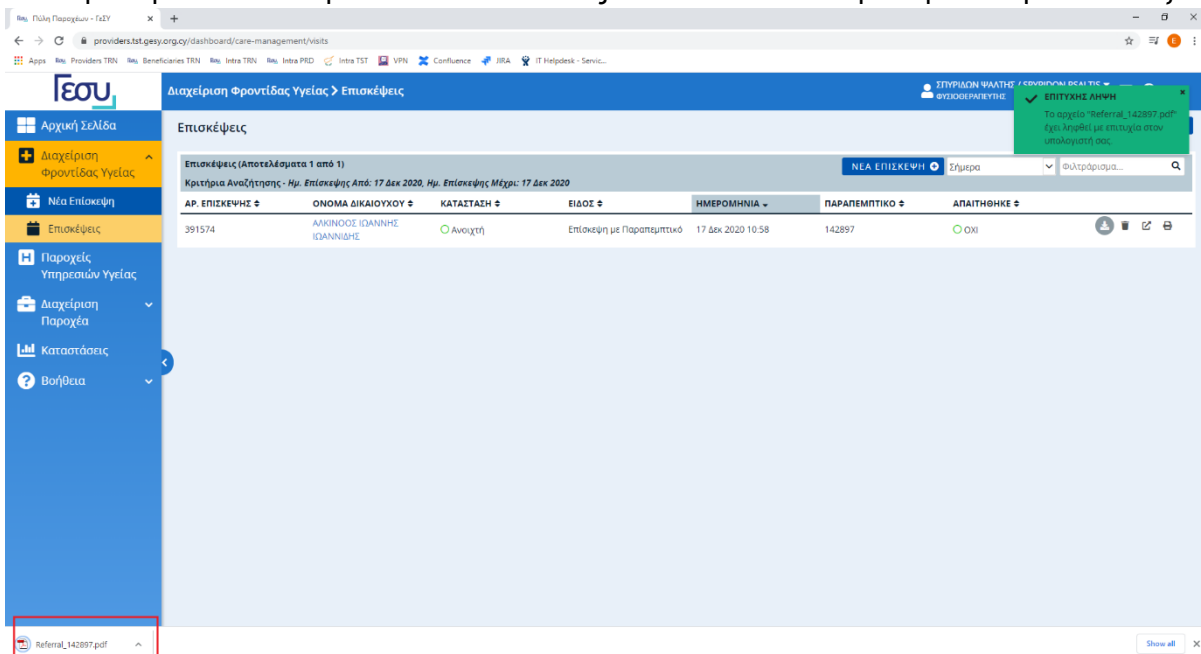 Πύλη Παροχέων - ΓεΣΥ
providers.tst.gesy.org.cy/dashboard/care-management/visits
Apps Providers TRN Beneficiaries TRN Intra TRN Intra PRD Intra TST VPN Confluence JIRA IT Helpdesk - Servic...
ΓΕΣΥ
Διαχείριση Φροντίδας Υγείας > Επισκέψεις
ΣΠΥΡΙΔΩΝ ΨΑΛΤΗΣ / SPYRIDON PSALTIS
ΦΥΣΙΟΘΕΡΑΠΕΥΤΗΣ
ΕΠΙΤΥΧΗΣ ΛΗΨΗ
Το αρχείο "Referral_142897.pdf"
έχει ληφθεί με επιτυχία στον
υπολογιστή σας
Αρχική Σελίδα
Διαχείριση
Φροντίδας Υγείας
Νέα Επίσκεψη
Επισκέψεις
Παροχείς
Υπηρεσιών Υγείας
Διαχείριση
Παροχέα
Καταστάσεις
Βοήθεια
Επισκέψεις
Επισκέψεις (Αποτελέσματα 1 από 1)
ΝΕΑ ΕΠΙΣΚΕΨΗ Σήμερα Φιλτράρισμα...
Κριτήρια Αναζήτησης - Ημ. Επίσκεψης Από: 17 Δεκ 2020, Ημ. Επίσκεψης Μέχρι: 17 Δεκ 2020
ΑΡ. ΕΠΙΣΚΕΨΗΣ ΟΝΟΜΑ ΔΙΚΑΙΟΥΧΟΥ ΚΑΤΑΣΤΑΣΗ ΕΙΔΟΣ ΗΜΕΡΟΜΗΝΙΑ ΠΑΡΑΠΕΜΠΤΙΚΟ ΑΠΑΙΤΗΘΗΚΕ
391574 ΑΛΚΙΝΟΟΣ ΙΩΑΝΝΗΣ ΙΩΑΝΝΙΔΗΣ Ανοιχτή Επίσκεψη με Παραπεμπτικό 17 Δεκ 2020 10:58 142897 ΟΧΙ
Referral_142897.pdf
Show all